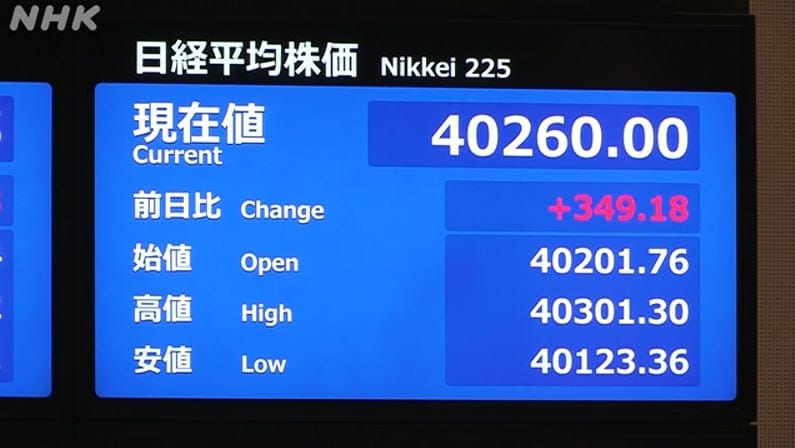 NHK
日経平均株価 Nikkei 225
現在値 40260.00
Current
前日比 Change +349.18
始値 Open 40201.76
高値 High 40301.30
安値 Low 40123.36